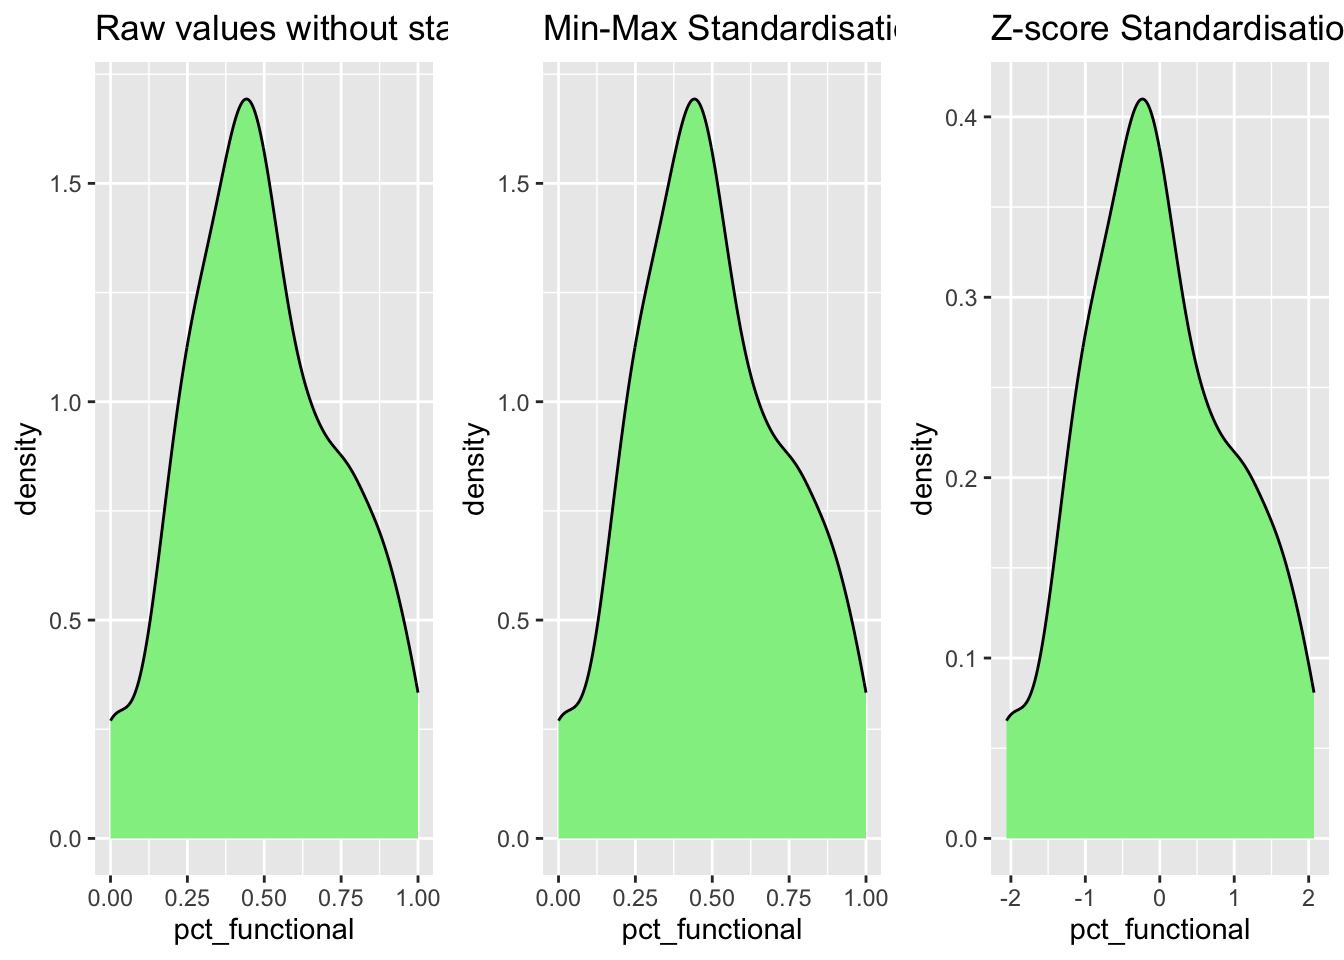 Raw values without sta
Min-Max Standardisatio
Z-score Standardisatio
density
1.5
1.0
0.5
0.0
0.00 0.25 0.50 0.75 1.00
pct_functional
density
1.5
1.0
0.5
0.0
0.00 0.25 0.50 0.75 1.00
pct_functional
density
0.4
0.3
0.2
0.1
0.0
-2 -1 0 1 2
pct_functional